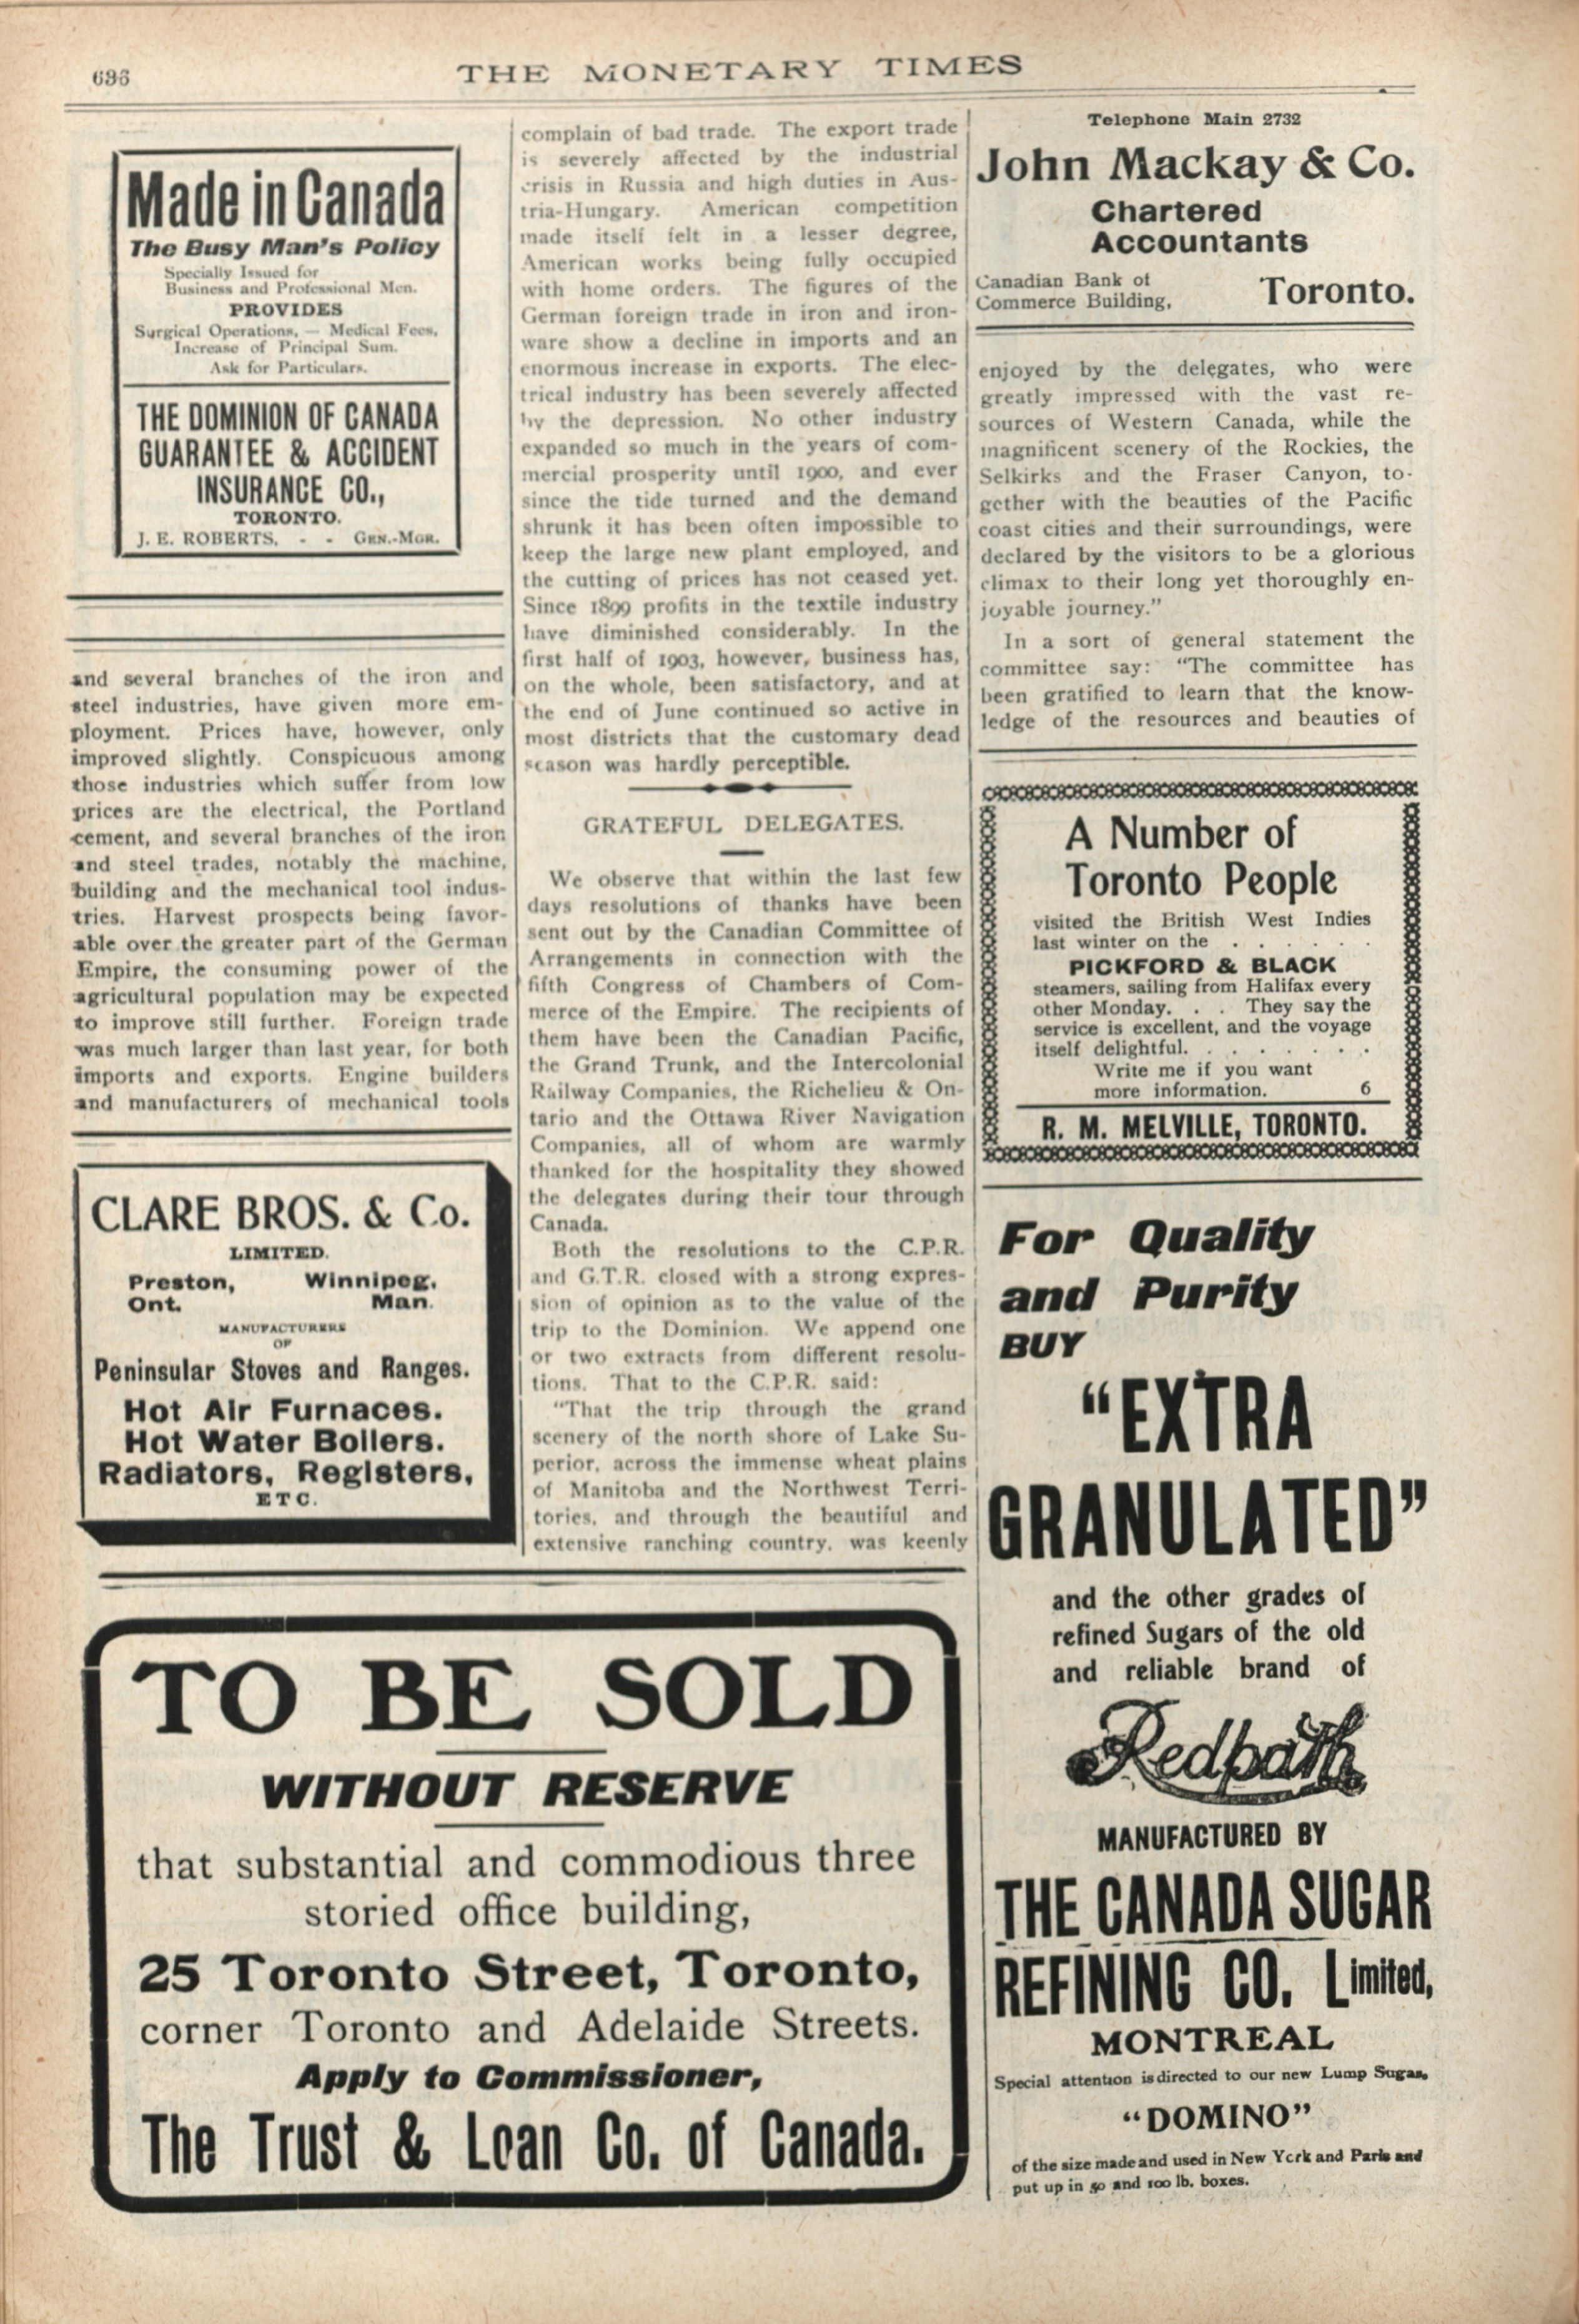 636
THE MONETARY TIMES
Made in Canada
The Busy Man's Policy
Specially Issued for
Business and Professional Men.
PROVIDES
Surgical Operations, — Medical Fees,
Increase of Principal Sum.
Ask for Particulars.
THE DOMINION OF CANADA
GUARANTEE & ACCIDENT
INSURANCE CO.,
TORONTO.
J. E. ROBERTS, - - GEN.-MGR.
and several branches of the iron and
steel industries, have given more em-
ployment. Prices have, however, only
improved slightly. Conspicuous among
those industries which suffer from low
prices are the electrical, the Portland
cement, and several branches of the iron
and steel trades, notably the machine,
building and the mechanical tool indus-
tries. Harvest prospects being favor-
able over the greater part of the German
Empire, the consuming power of the
agricultural population may be expected
to improve still further. Foreign trade
was much larger than last year, for both
imports and exports. Engine builders
and manufacturers of mechanical tools
CLARE BROS. & Co.
LIMITED.
Preston, Winnipeg,
Ont. Man.
MANUFACTURERS
OF
Peninsular Stoves and Ranges.
Hot Air Furnaces.
Hot Water Boilers.
Radiators, Registers,
ETC.
complain of bad trade. The export trade
is severely affected by the industrial
crisis in Russia and high duties in Aus-
tria-Hungary. American competition
made itself felt in a lesser degree,
American works being fully occupied
with home orders. The figures of the
German foreign trade in iron and iron-
ware show a decline in imports and an
enormous increase in exports. The elec-
trical industry has been severely affected
by the depression. No other industry
expanded so much in the years of com-
mercial prosperity until 1900, and ever
since the tide turned and the demand
shrunk it has been often impossible to
keep the large new plant employed, and
the cutting of prices has not ceased yet.
Since 1899 profits in the textile industry
have diminished considerably. In the
first half of 1903, however, business has,
on the whole, been satisfactory, and at
the end of June continued so active in
most districts that the customary dead
season was hardly perceptible.
GRATEFUL DELEGATES.
We observe that within the last few
days resolutions of thanks have been
sent out by the Canadian Committee of
Arrangements in connection with the
fifth Congress of Chambers of Com-
merce of the Empire. The recipients of
them have been the Canadian Pacific,
the Grand Trunk, and the Intercolonial
Railway Companies, the Richelieu & On-
tario and the Ottawa River Navigation
Companies, all of whom are warmly
thanked for the hospitality they showed
the delegates during their tour through
Canada.
Both the resolutions to the C.P.R.
and G.T.R. closed with a strong expres-
sion of opinion as to the value of the
trip to the Dominion. We append one
or two extracts from different resolu-
tions. That to the C.P.R. said:
"That the trip through the grand
scenery of the north shore of Lake Su-
perior, across the immense wheat plains
of Manitoba and the Northwest Terri-
tories, and through the beautiful and
extensive ranching country, was keenly
Telephone Main 2732
John Mackay & Co.
Chartered
Accountants
Canadian Bank of
Commerce Building, Toronto.
enjoyed by the delegates, who were
greatly impressed with the vast re-
sources of Western Canada, while the
magnificent scenery of the Rockies, the
Selkirks and the Fraser Canyon, to-
gether with the beauties of the Pacific
coast cities and their surroundings, were
declared by the visitors to be a glorious
climax to their long yet thoroughly en-
joyable journey."
In a sort of general statement the
committee say: "The committee has
been gratified to learn that the know-
ledge of the resources and beauties of
A Number of
Toronto People
visited the British West Indies
last winter on the . . . . . .
PICKFORD & BLACK
steamers, sailing from Halifax every
other Monday. . . They say the
service is excellent, and the voyage
itself delightful. . . . . . . .
Write me if you want
more information. 6
R. M. MELVILLE, TORONTO.
For Quality
and Purity
BUY
"EXTRA
GRANULATED"
and the other grades of
refined Sugars of the old
and reliable brand of
Redpath
MANUFACTURED BY
THE CANADA SUGAR
REFINING CO. Limited,
MONTREAL
Special attention is directed to our new Lump Sugar,
"DOMINO"
of the size made and used in New York and Paris and
put up in 50 and 100 lb. boxes.
TO BE SOLD
WITHOUT RESERVE
that substantial and commodious three
storied office building,
25 Toronto Street, Toronto,
corner Toronto and Adelaide Streets.
Apply to Commissioner,
The Trust & Loan Co. of Canada.